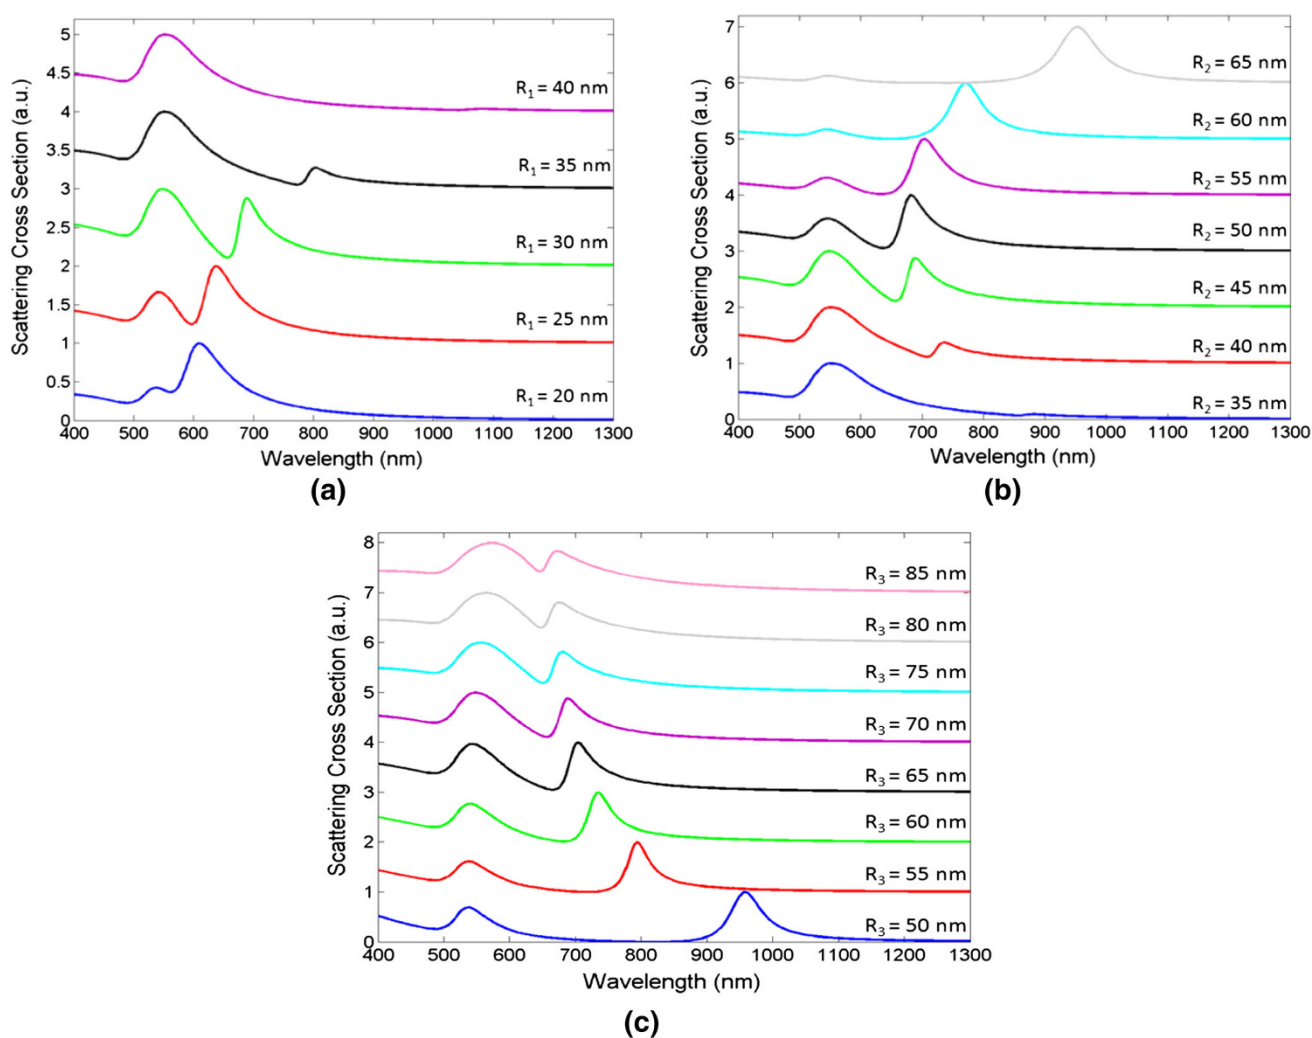 5
4.5
4
3.5
3
2.5
2
1.5
1
0.5
0
Scattering Cross Section (a.u.)
R1 = 40 nm
R1 = 35 nm
R1 = 30 nm
R1 = 25 nm
R1 = 20 nm
400 500 600 700 800 900 1000 1100 1200 1300
Wavelength (nm)
(a)
7
6
5
4
3
2
1
0
Scattering Cross Section (a.u.)
R2 = 65 nm
R2 = 60 nm
R2 = 55 nm
R2 = 50 nm
R2 = 45 nm
R2 = 40 nm
R2 = 35 nm
400 500 600 700 800 900 1000 1100 1200 1300
Wavelength (nm)
(b)
8
7
6
5
4
3
2
1
0
Scattering Cross Section (a.u.)
R3 = 85 nm
R3 = 80 nm
R3 = 75 nm
R3 = 70 nm
R3 = 65 nm
R3 = 60 nm
R3 = 55 nm
R3 = 50 nm
400 500 600 700 800 900 1000 1100 1200 1300
Wavelength (nm)
(c)